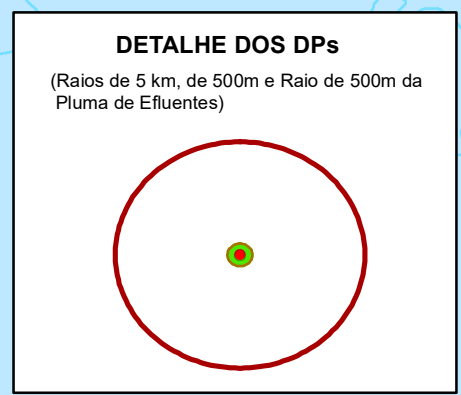 DETALHE DOS DPs
(Raios de 5 km, de 500m e Raio de 500m da
Pluma de Efluentes)